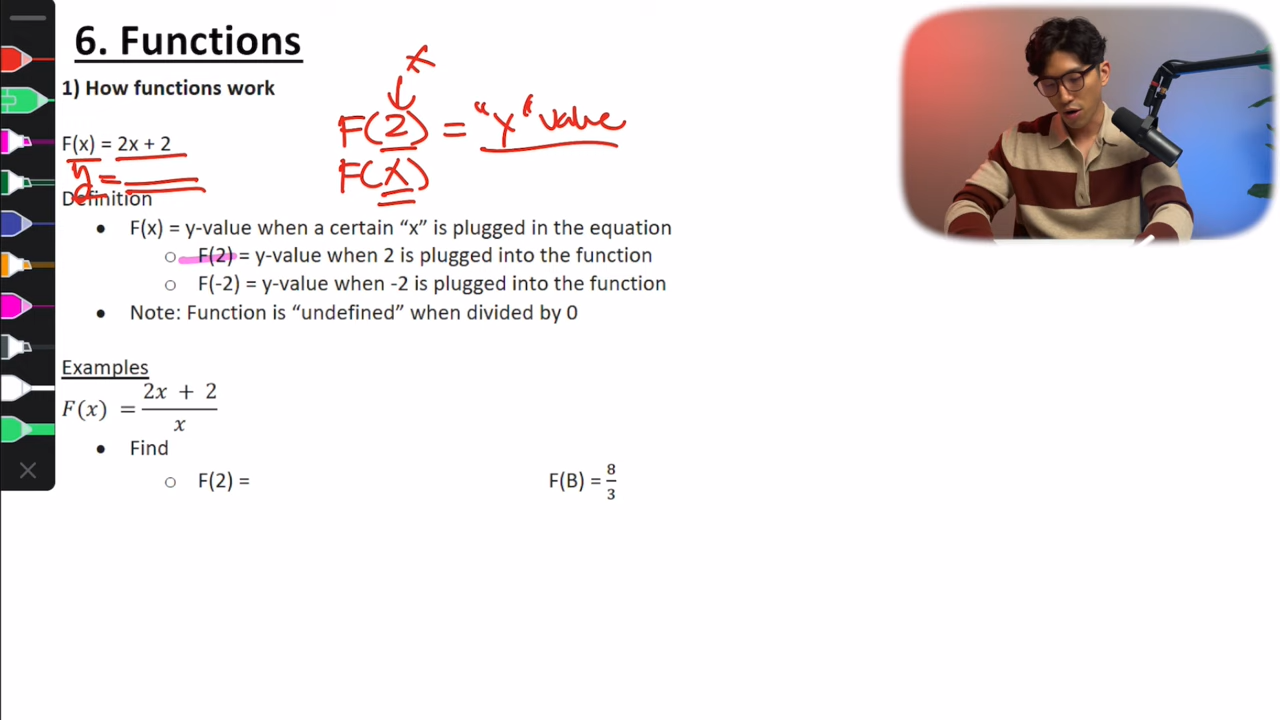 6. Functions
1) How functions work
x
F(2) = "y" value
F(x) = 2x + 2
F(x)
y =
Definition
• F(x) = y-value when a certain “x” is plugged in the equation
○ F(2) = y-value when 2 is plugged into the function
○ F(-2) = y-value when -2 is plugged into the function
• Note: Function is “undefined” when divided by 0
Examples
F(x) = (2x + 2)/x
• Find
○ F(2) =
F(B) = 8/3